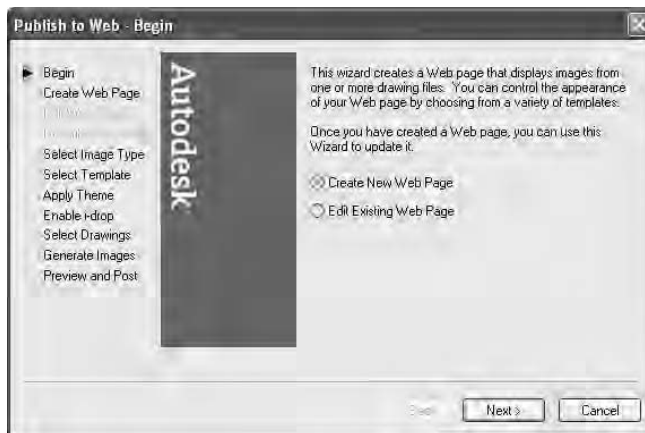 Publish to Web - Begin
Begin
Create Web Page
Select Image Type
Select Template
Apply Theme
Enable i-drop
Select Drawings
Generate Images
Preview and Post
Autodesk
This wizard creates a Web page that displays images from
one or more drawing files. You can control the appearance
of your Web page by choosing from a variety of templates.
Once you have created a Web page, you can use this
Wizard to update it.
Create New Web Page
Edit Existing Web Page
Next >
Cancel